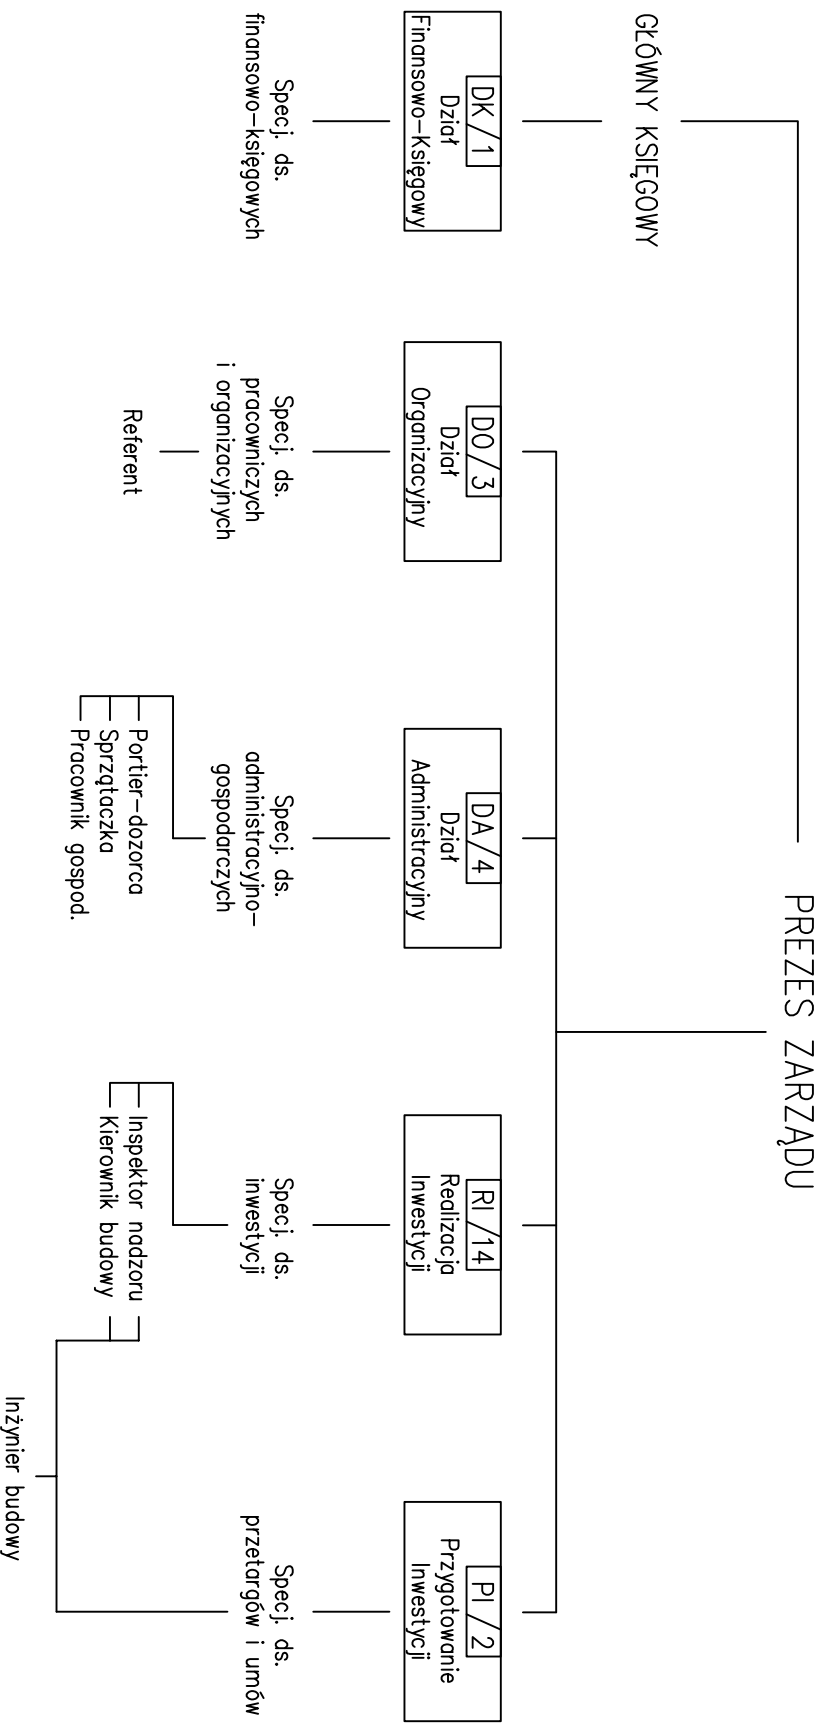 PREZES ZARZĄDU
GŁÓWNY KSIĘGOWY
DK/1
Dział
Finansowo-Księgowy
Specj. ds.
finansowo-księgowych
DO/3
Dział
Organizacyjny
Specj. ds.
pracowniczych
i organizacyjnych
Referent
DA/4
Dział
Administracyjny
Specj. ds.
administracyjno-
gospodarczych
Portier-dozorca
Sprzątaczka
Pracownik gospod.
RI/14
Realizacja
Inwestycji
Specj. ds.
inwestycji
Inspektor nadzoru
Kierownik budowy
PI/2
Przygotowanie
Inwestycji
Specj. ds.
przetargów i umów
Inżynier budowy